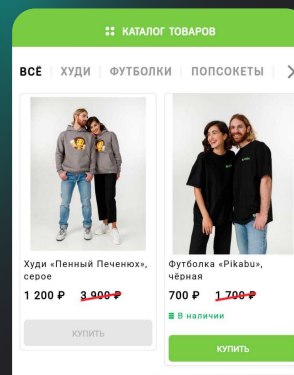 КАТАЛОГ ТОВАРОВ
ВСЁ ХУДИ ФУТБОЛКИ ПОПСОКЕТЫ
Худи «Пенный Печенюх»,
серое
1 200 ₽ 3 900 ₽
КУПИТЬ
Футболка «Pikabu»,
чёрная
700 ₽ 1 700 ₽
В наличии
КУПИТЬ